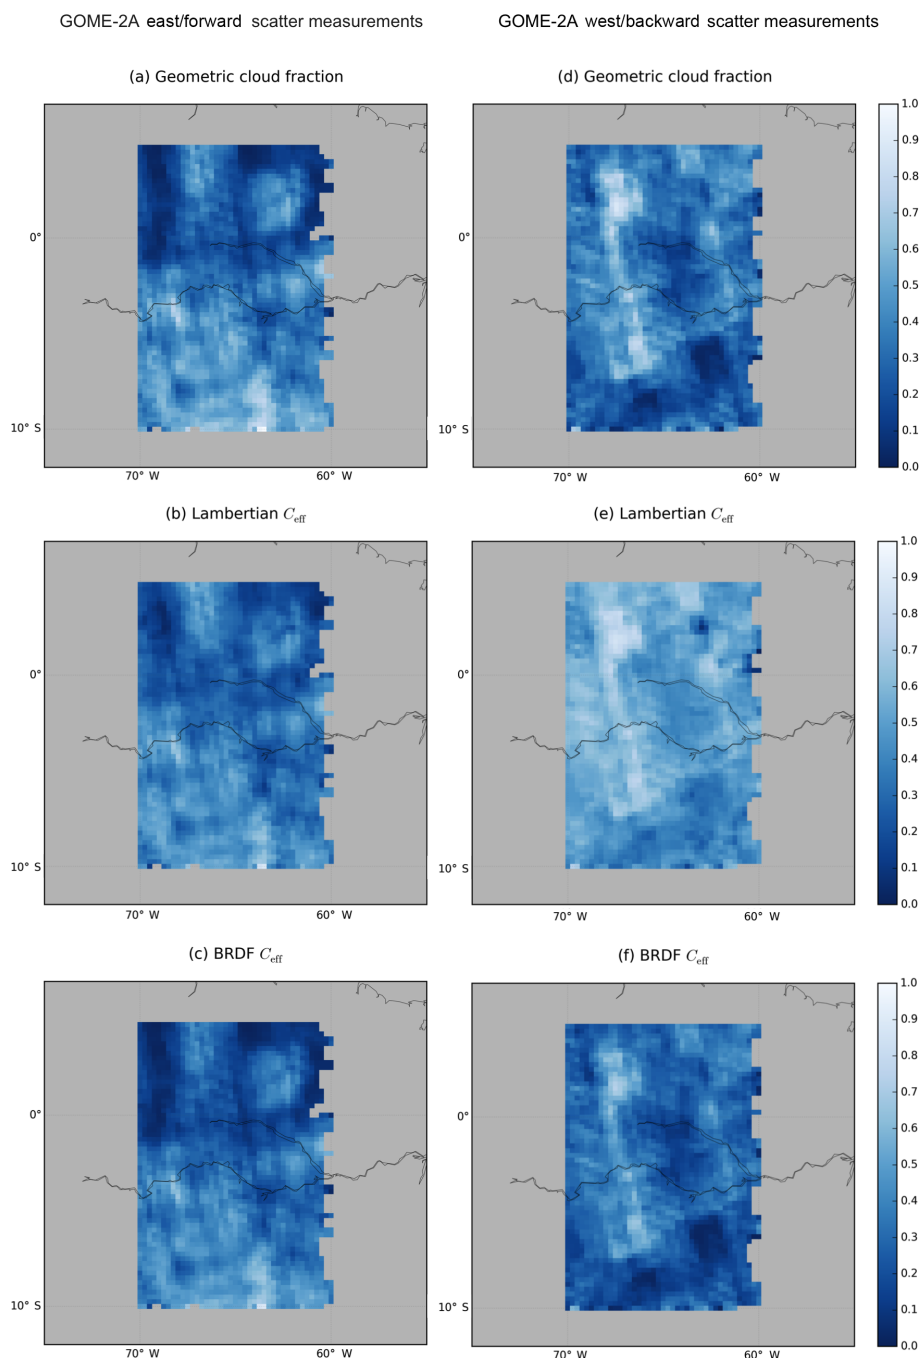 GOME-2A east/forward scatter measurements
GOME-2A west/backward scatter measurements
(a) Geometric cloud fraction
(d) Geometric cloud fraction
0°
10° S
70° W
60° W
0°
10° S
70° W
60° W
1.0
0.9
0.8
0.7
0.6
0.5
0.4
0.3
0.2
0.1
0.0
(b) Lambertian Ceff
(e) Lambertian Ceff
0°
10° S
70° W
60° W
0°
10° S
70° W
60° W
1.0
0.9
0.8
0.7
0.6
0.5
0.4
0.3
0.2
0.1
0.0
(c) BRDF Ceff
(f) BRDF Ceff
0°
10° S
70° W
60° W
0°
10° S
70° W
60° W
1.0
0.9
0.8
0.7
0.6
0.5
0.4
0.3
0.2
0.1
0.0